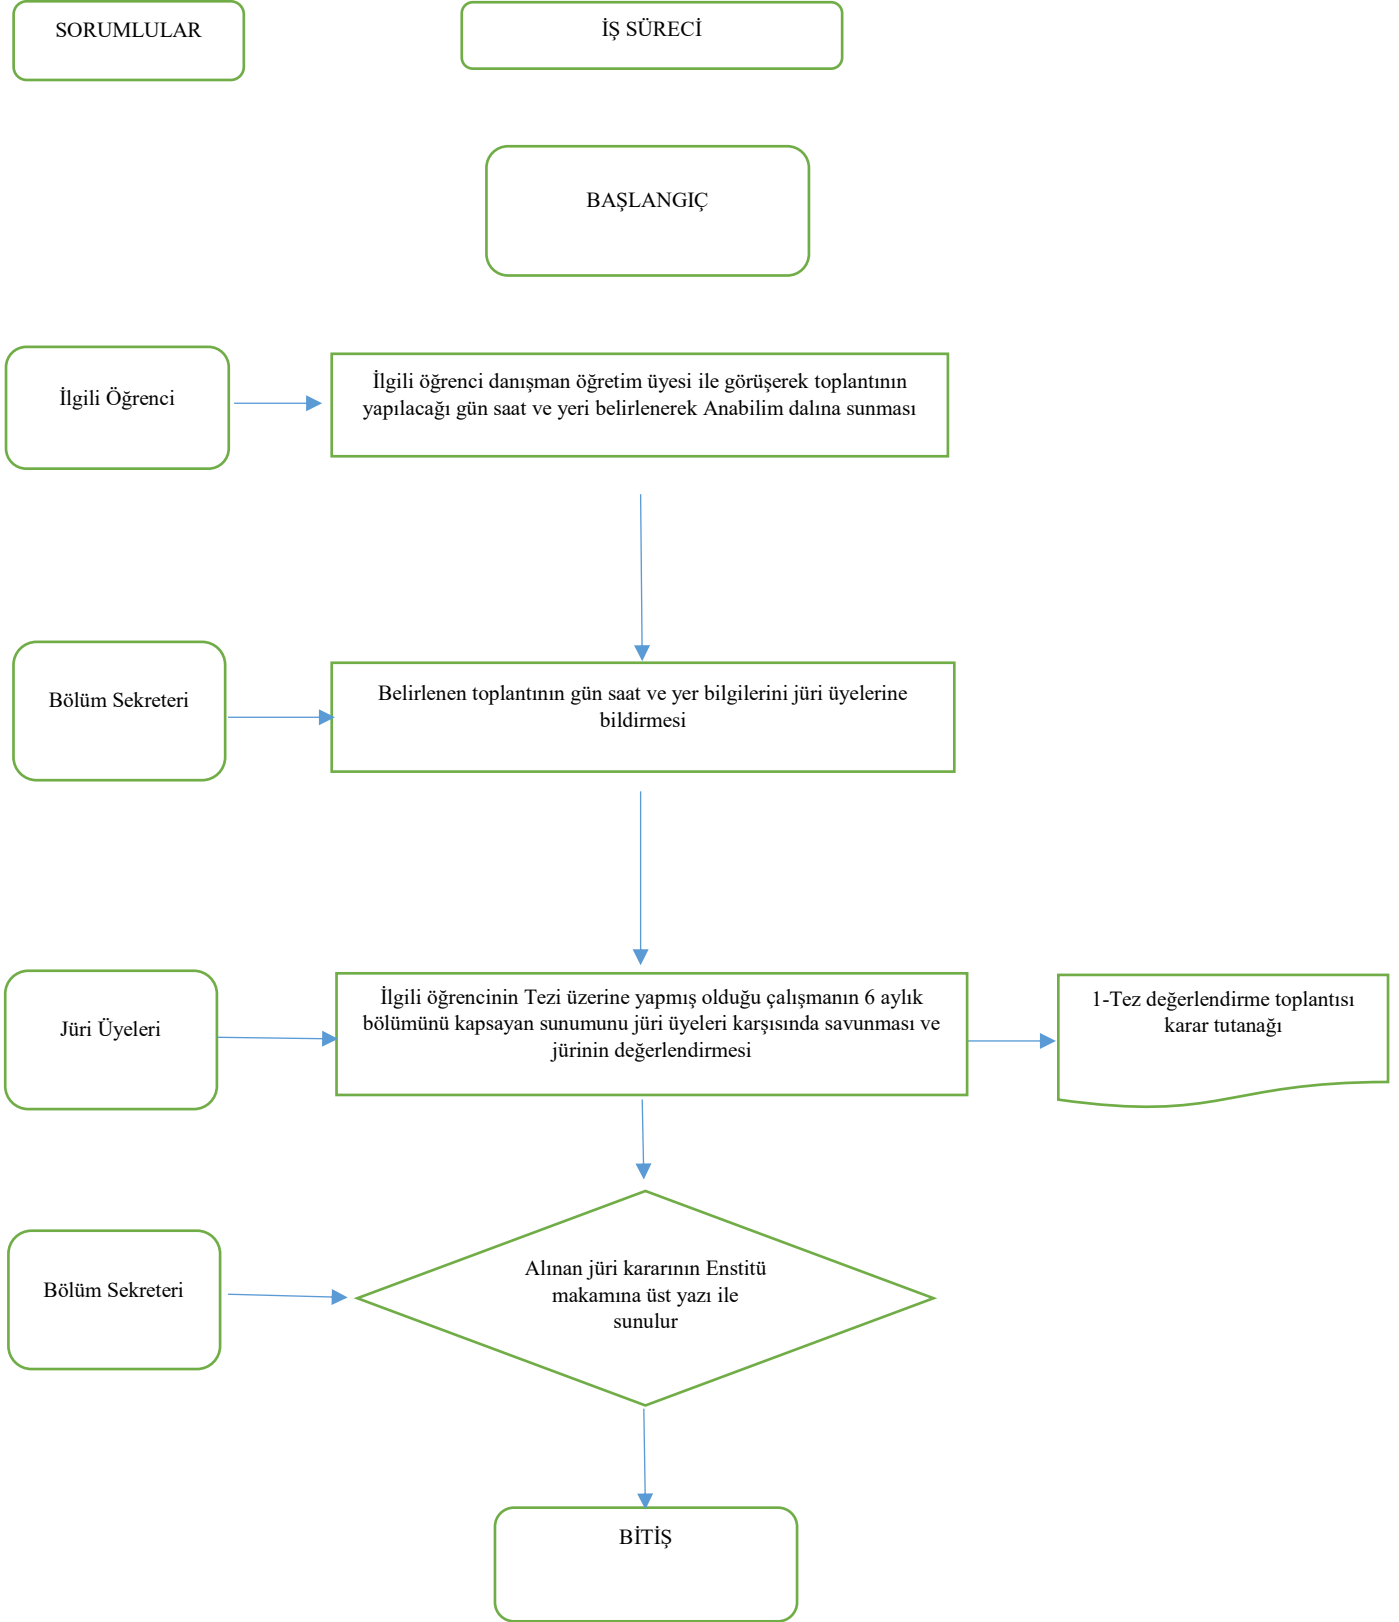 SORUMLULAR
İŞ SÜRECİ
BAŞLANGIÇ
İlgili Öğrenci
İlgili öğrenci danışman öğretim üyesi ile görüşerek toplantının
yapılacağı gün saat ve yeri belirlenerek Anabilim dalına sunması
Bölüm Sekreteri
Belirlenen toplantının gün saat ve yer bilgilerini jüri üyelerine
bildirmesi
Jüri Üyeleri
İlgili öğrencinin Tezi üzerine yapmış olduğu çalışmanın 6 aylık
bölümünü kapsayan sunumunu jüri üyeleri karşısında savunması ve
jürinin değerlendirmesi
1-Tez değerlendirme toplantısı
karar tutanağı
Bölüm Sekreteri
Alınan jüri kararının Enstitü
makamına üst yazı ile
sunulur
BİTİŞ